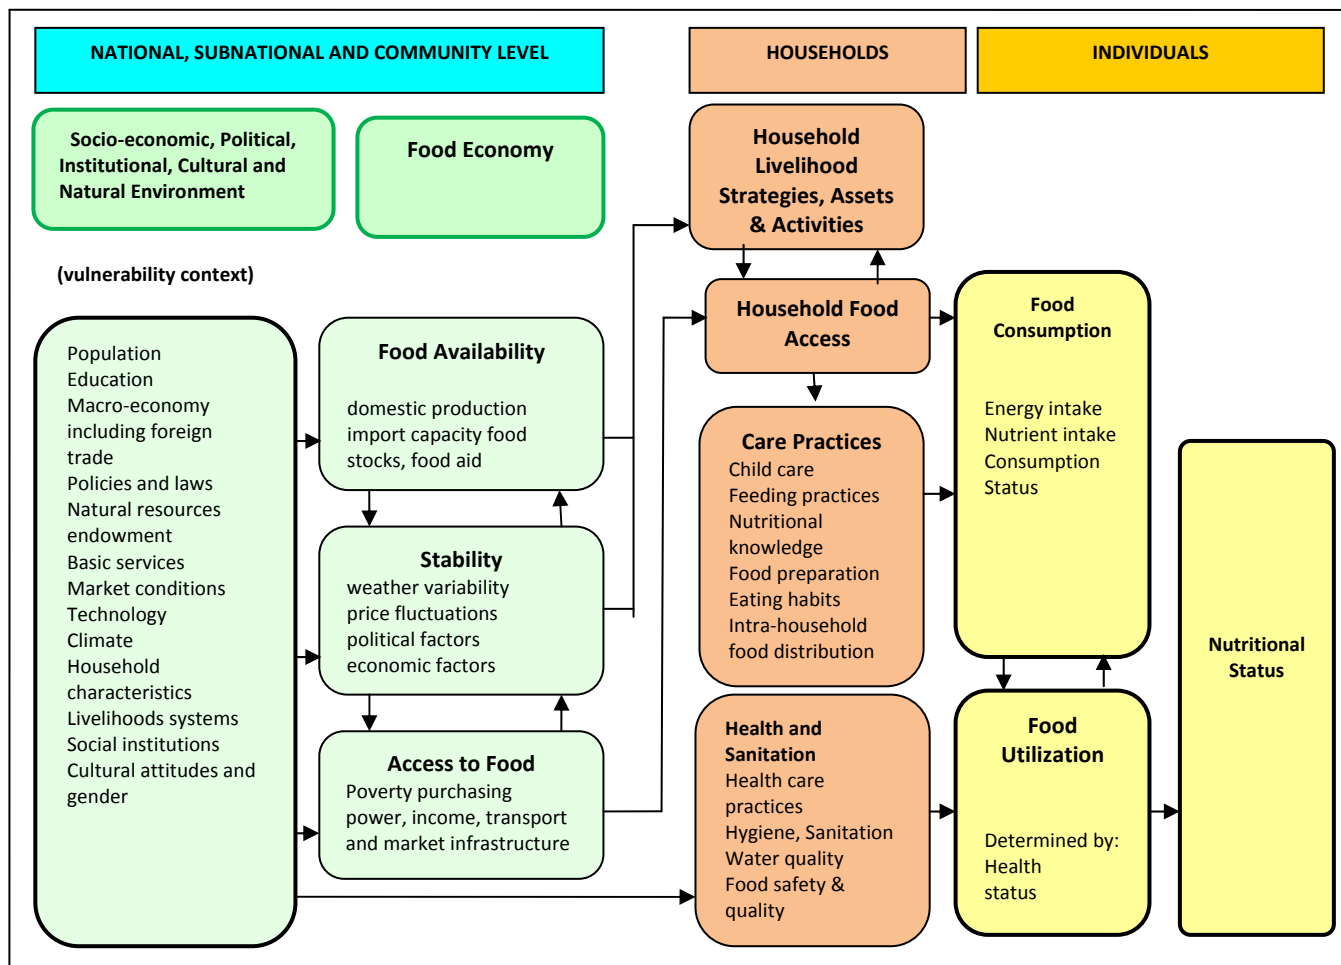 NATIONAL, SUBNATIONAL AND COMMUNITY LEVEL
HOUSEHOLDS
INDIVIDUALS
Socio-economic, Political,
Institutional, Cultural and
Natural Environment
Food Economy
(vulnerability context)
Population
Education
Macro-economy
including foreign
trade
Policies and laws
Natural resources
endowment
Basic services
Market conditions
Technology
Climate
Household
characteristics
Livelihoods systems
Social institutions
Cultural attitudes and
gender
Food Availability
domestic production
import capacity food
stocks, food aid
Stability
weather variability
price fluctuations
political factors
economic factors
Access to Food
Poverty purchasing
power, income, transport
and market infrastructure
Household
Livelihood
Strategies, Assets
& Activities
Household Food
Access
Care Practices
Child care
Feeding practices
Nutritional
knowledge
Food preparation
Eating habits
Intra-household
food distribution
Health and
Sanitation
Health care
practices
Hygiene, Sanitation
Water quality
Food safety &
quality
Food
Consumption
Energy intake
Nutrient intake
Consumption
Status
Food
Utilization
Determined by:
Health
status
Nutritional
Status